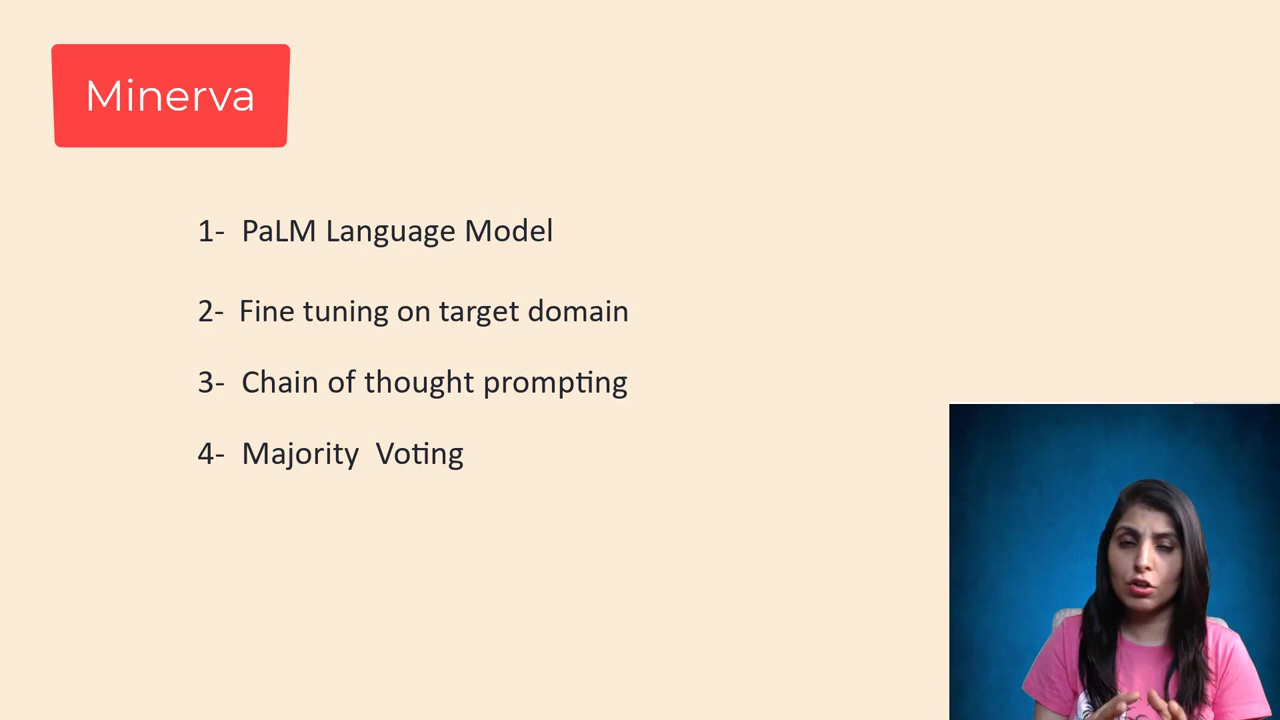 Minerva
1- PaLM Language Model
2- Fine tuning on target domain
3- Chain of thought prompting
4- Majority Voting